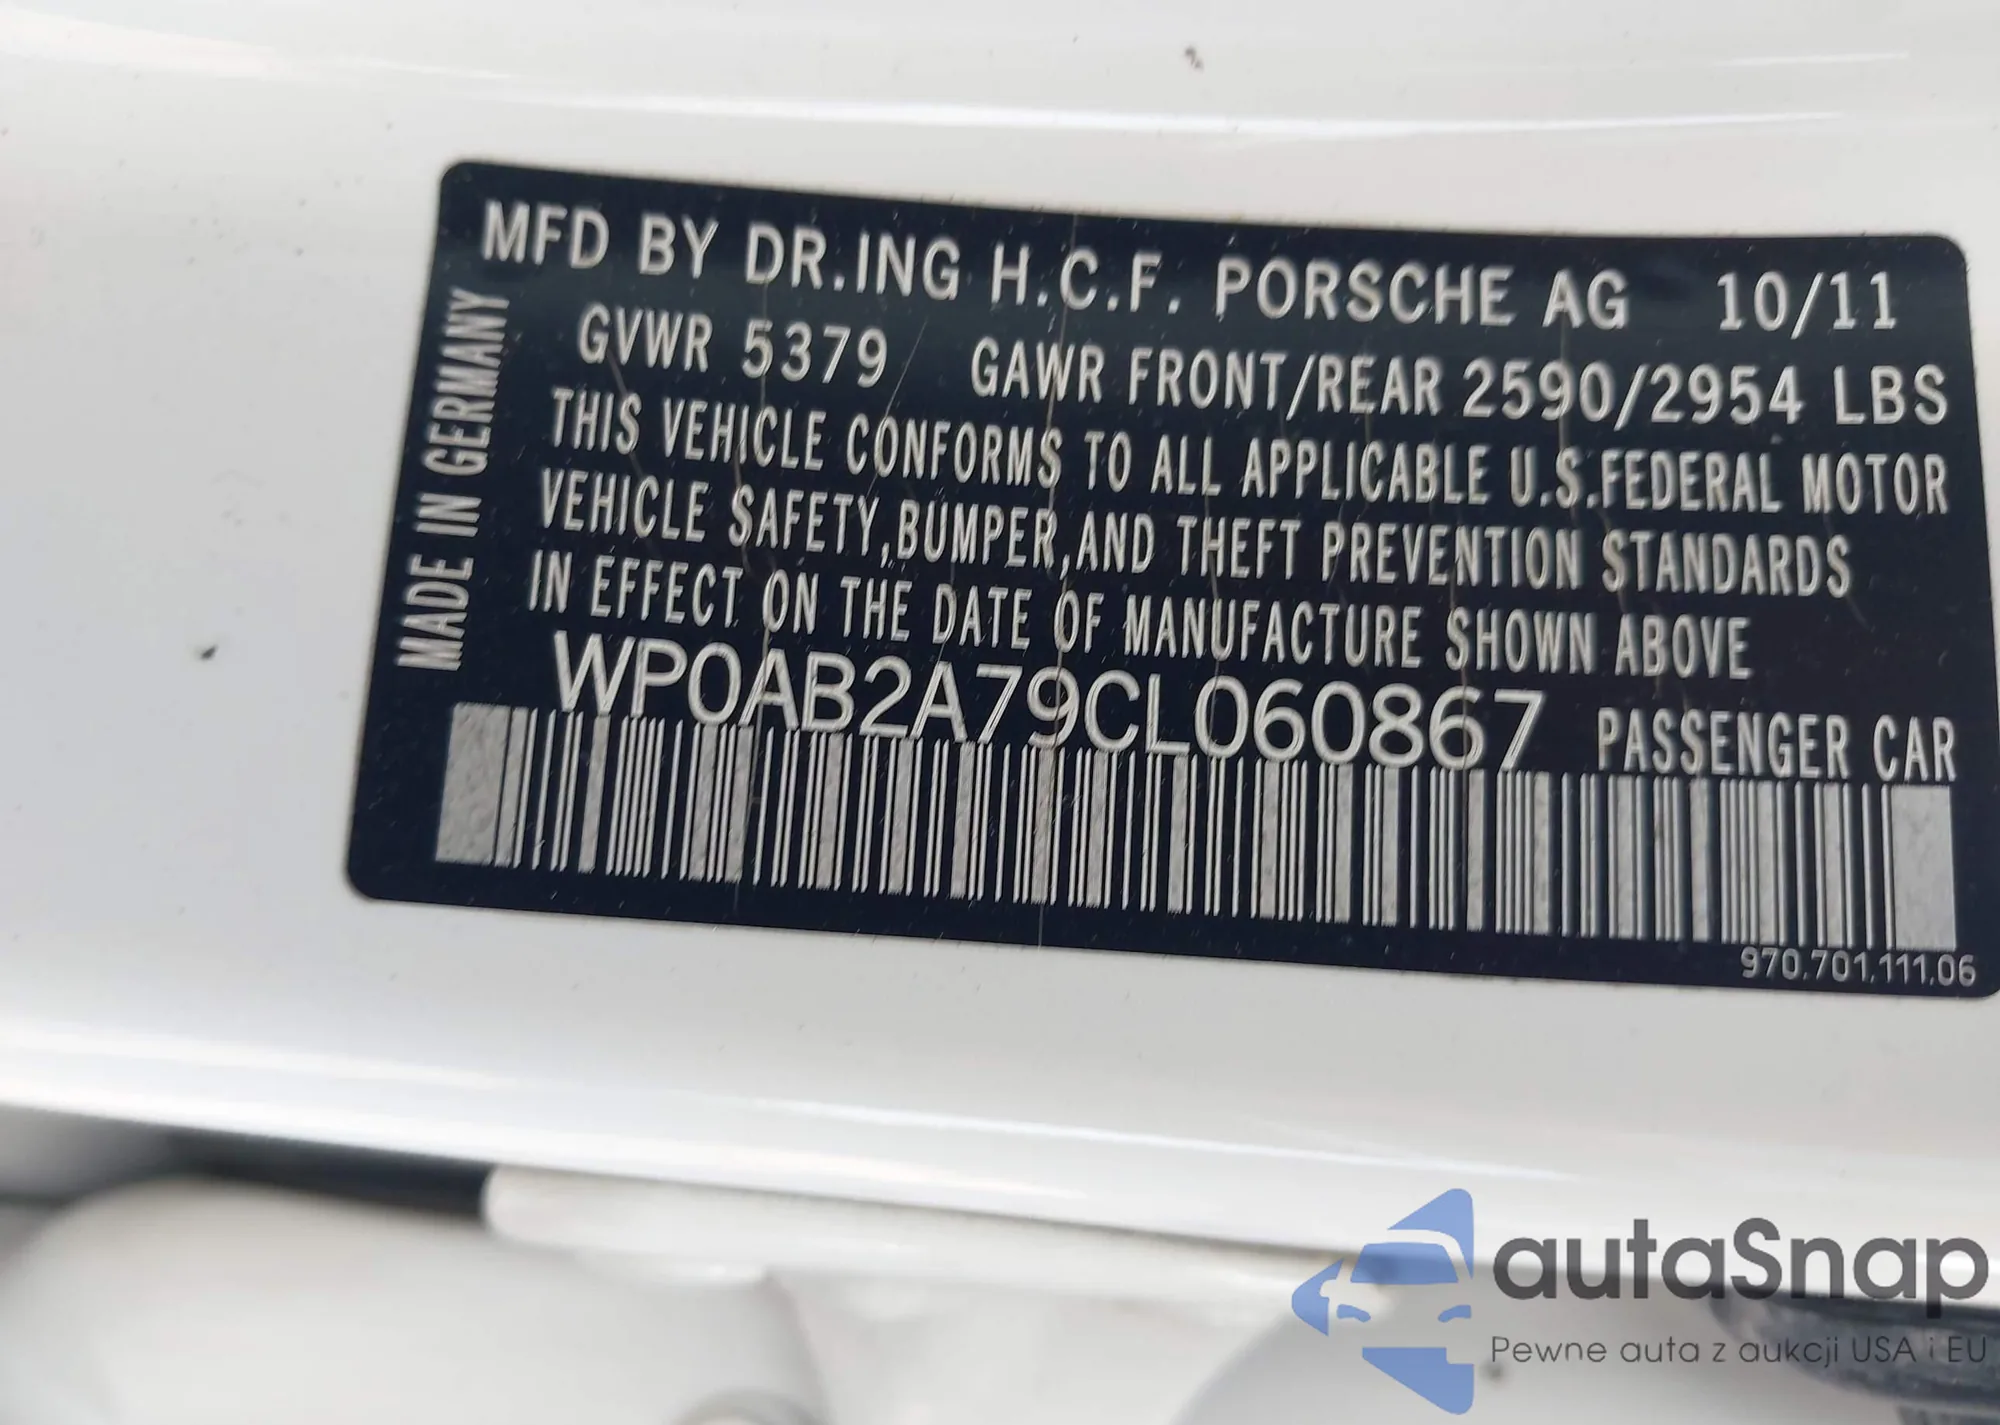 MFD BY DR.ING H.C.F. PORSCHE AG 10/11
GVWR 5379 GAWR FRONT/REAR 2590/2954 LBS
THIS VEHICLE CONFORMS TO ALL APPLICABLE U.S.FEDERAL MOTOR
VEHICLE SAFETY,BUMPER,AND THEFT PREVENTION STANDARDS
IN EFFECT ON THE DATE OF MANUFACTURE SHOWN ABOVE
WP0AB2A79CL060867 PASSENGER CAR
MADE IN GERMANY
970.701.111.06
autaSnap
Pewne auta z aukcji USA i EU